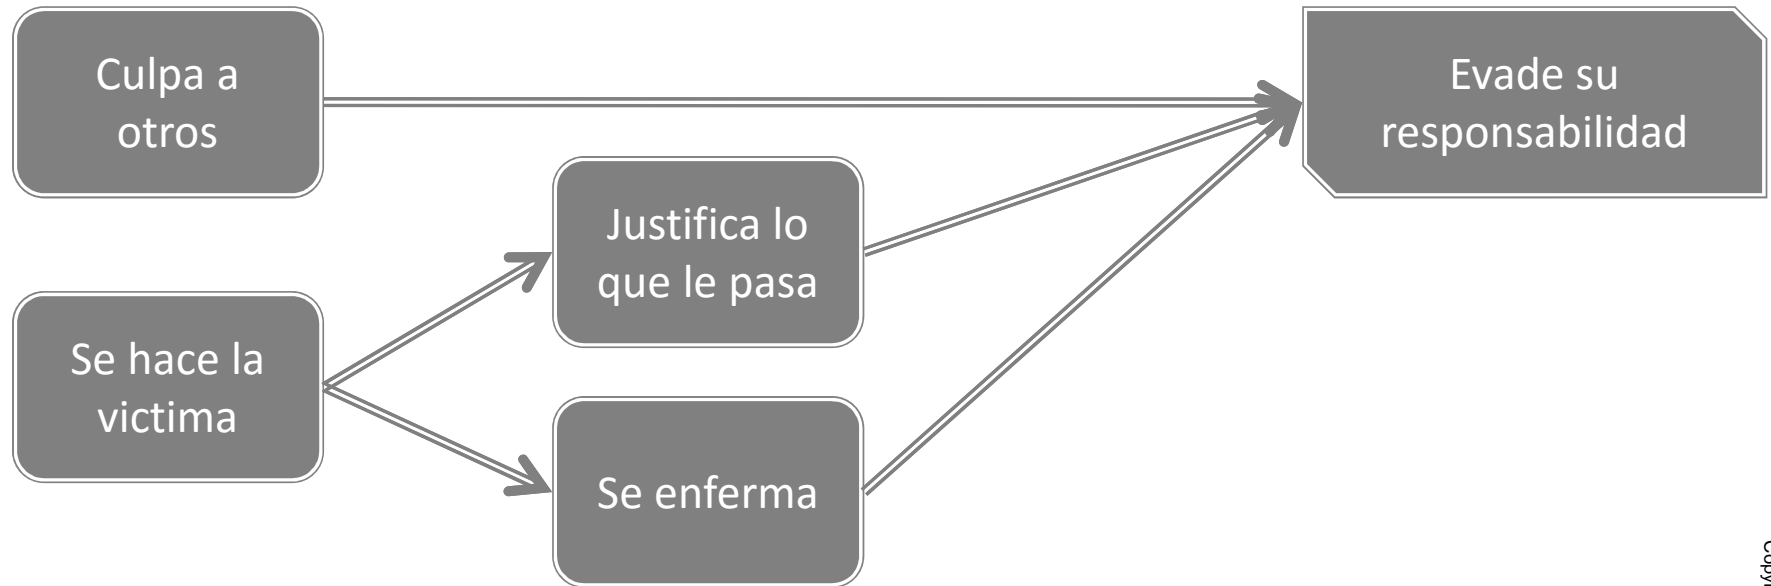 Culpa a
otros
Evade su
responsabilidad
Justifica lo
que le pasa
Se hace la
victima
Se enferma